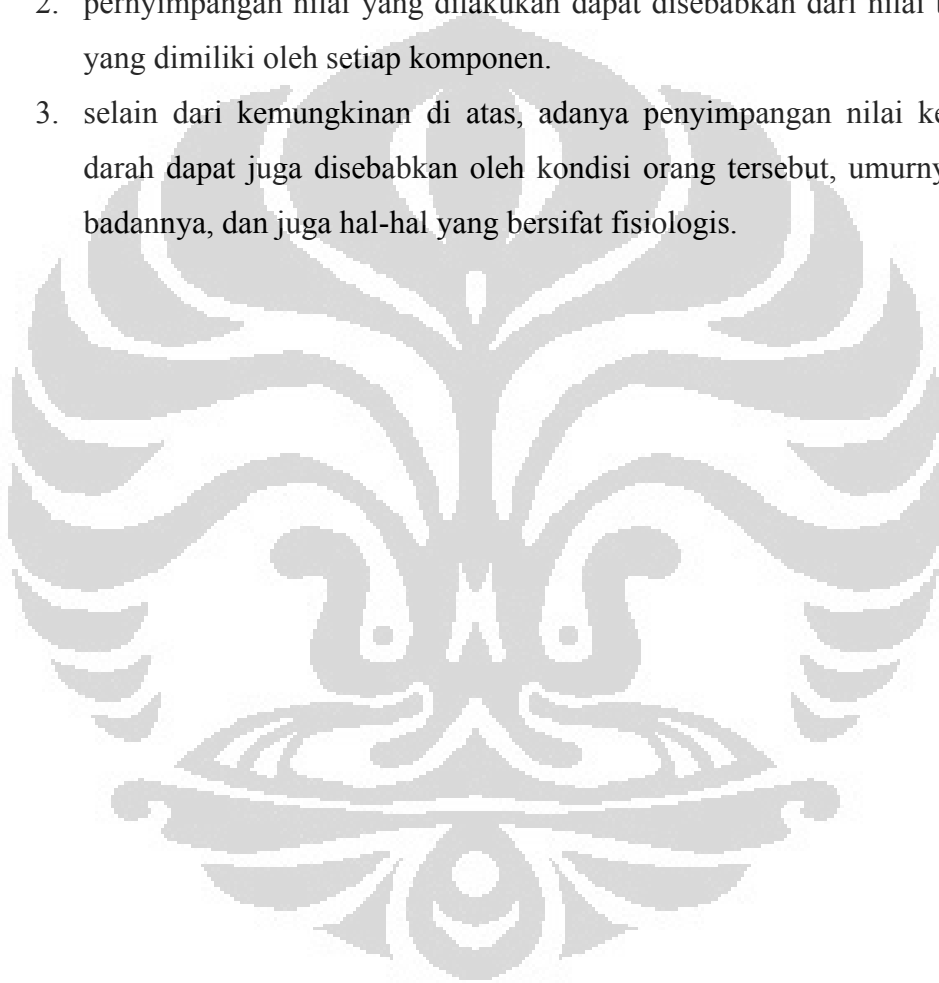 2. pernyimpangan nilai yang dilakukan dapat disebabkan dari nilai
yang dimiliki oleh setiap komponen.
3. selain dari kemungkinan di atas, adanya penyimpangan nilai
darah dapat juga disebabkan oleh kondisi orang tersebut,
badannya, dan juga hal-hal yang bersifat fisiologis.